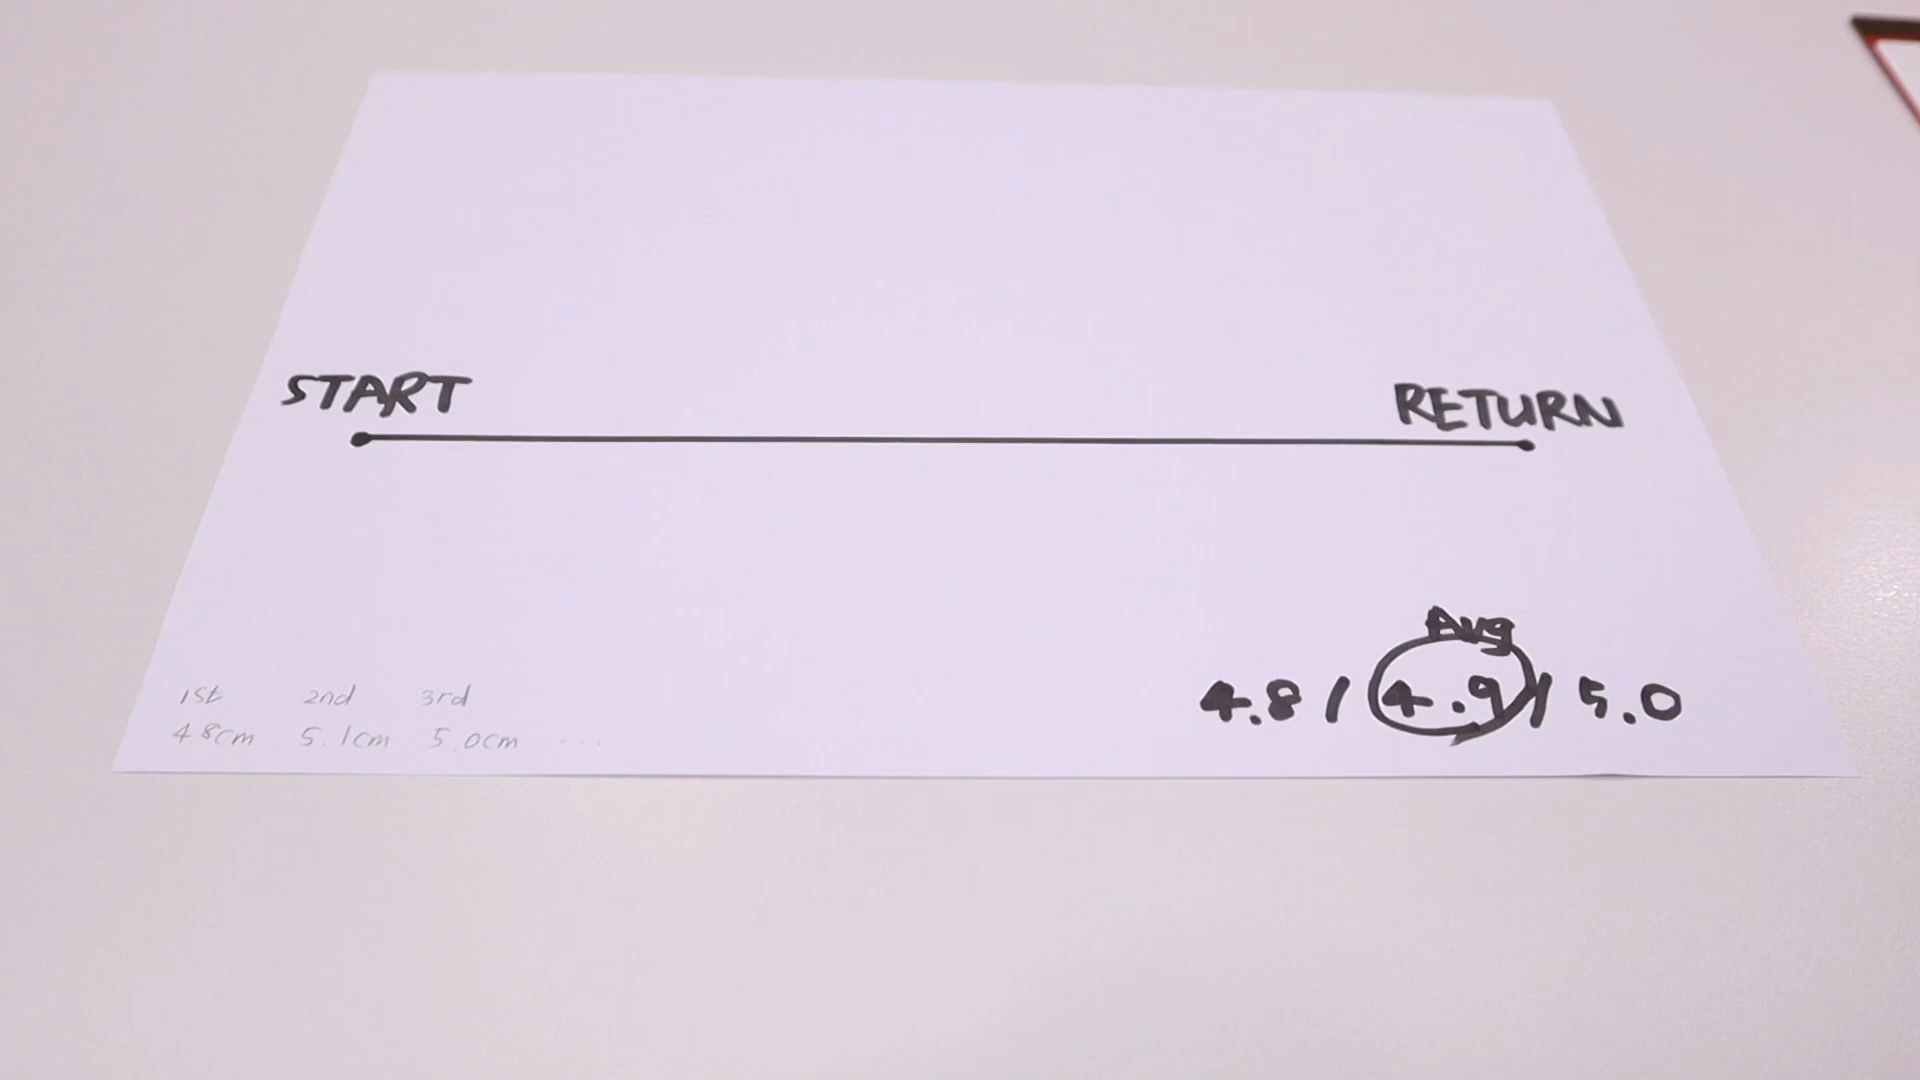 START
RETURN
Avg
4.8 / 4.9 / 5.0
1st 2nd 3rd
4.8cm 5.1cm 5.0cm ...